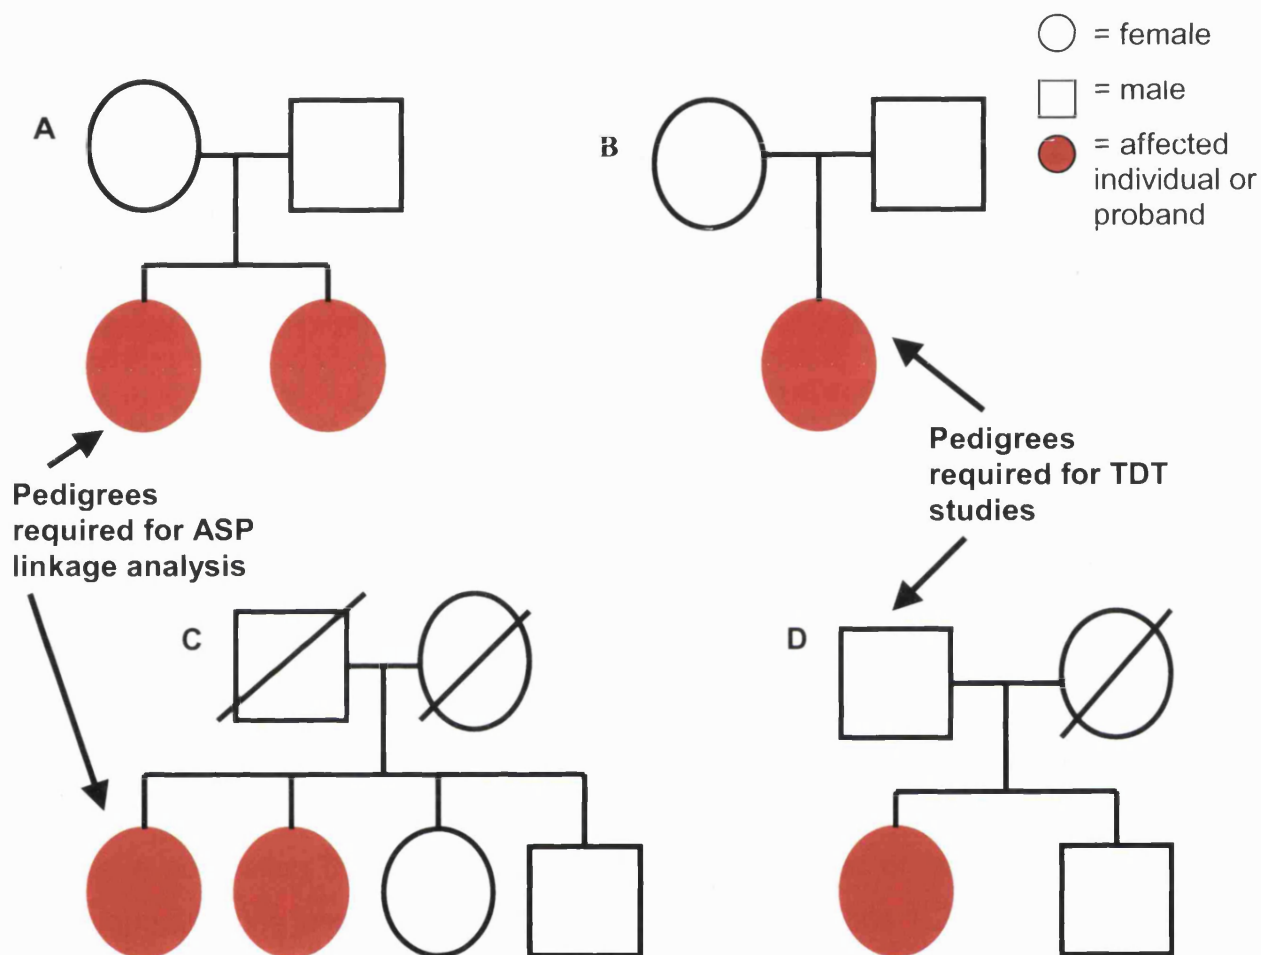 = female
= male
= affected
individual or
proband
A
B
Pedigrees
required for TDT
studies
Pedigrees
required for ASP
linkage analysis
C
D